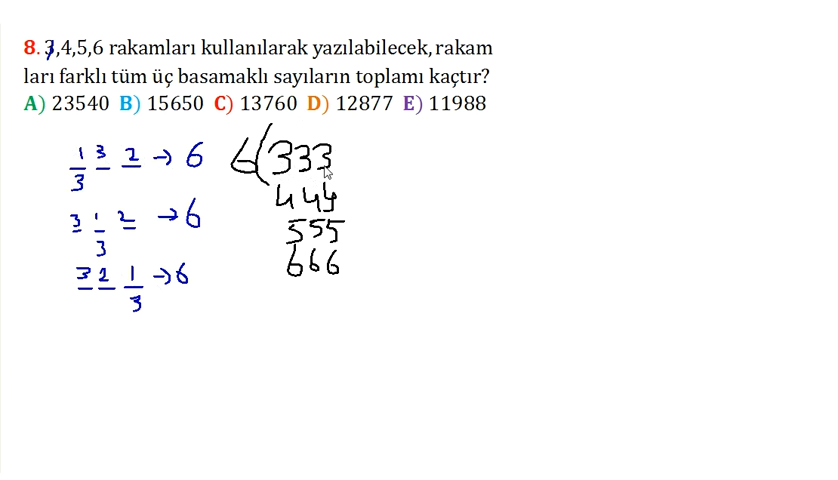 8. 3,4,5,6 rakamları kullanılarak yazılabilecek, rakam
ları farklı tüm üç basamaklı sayıların toplamı kaçtır?
A) 23540 B) 15650 C) 13760 D) 12877 E) 11988
1 3 2 → 6
3
3 1 2 → 6
3
3 2 1 → 6
3
6(333
444
555
666